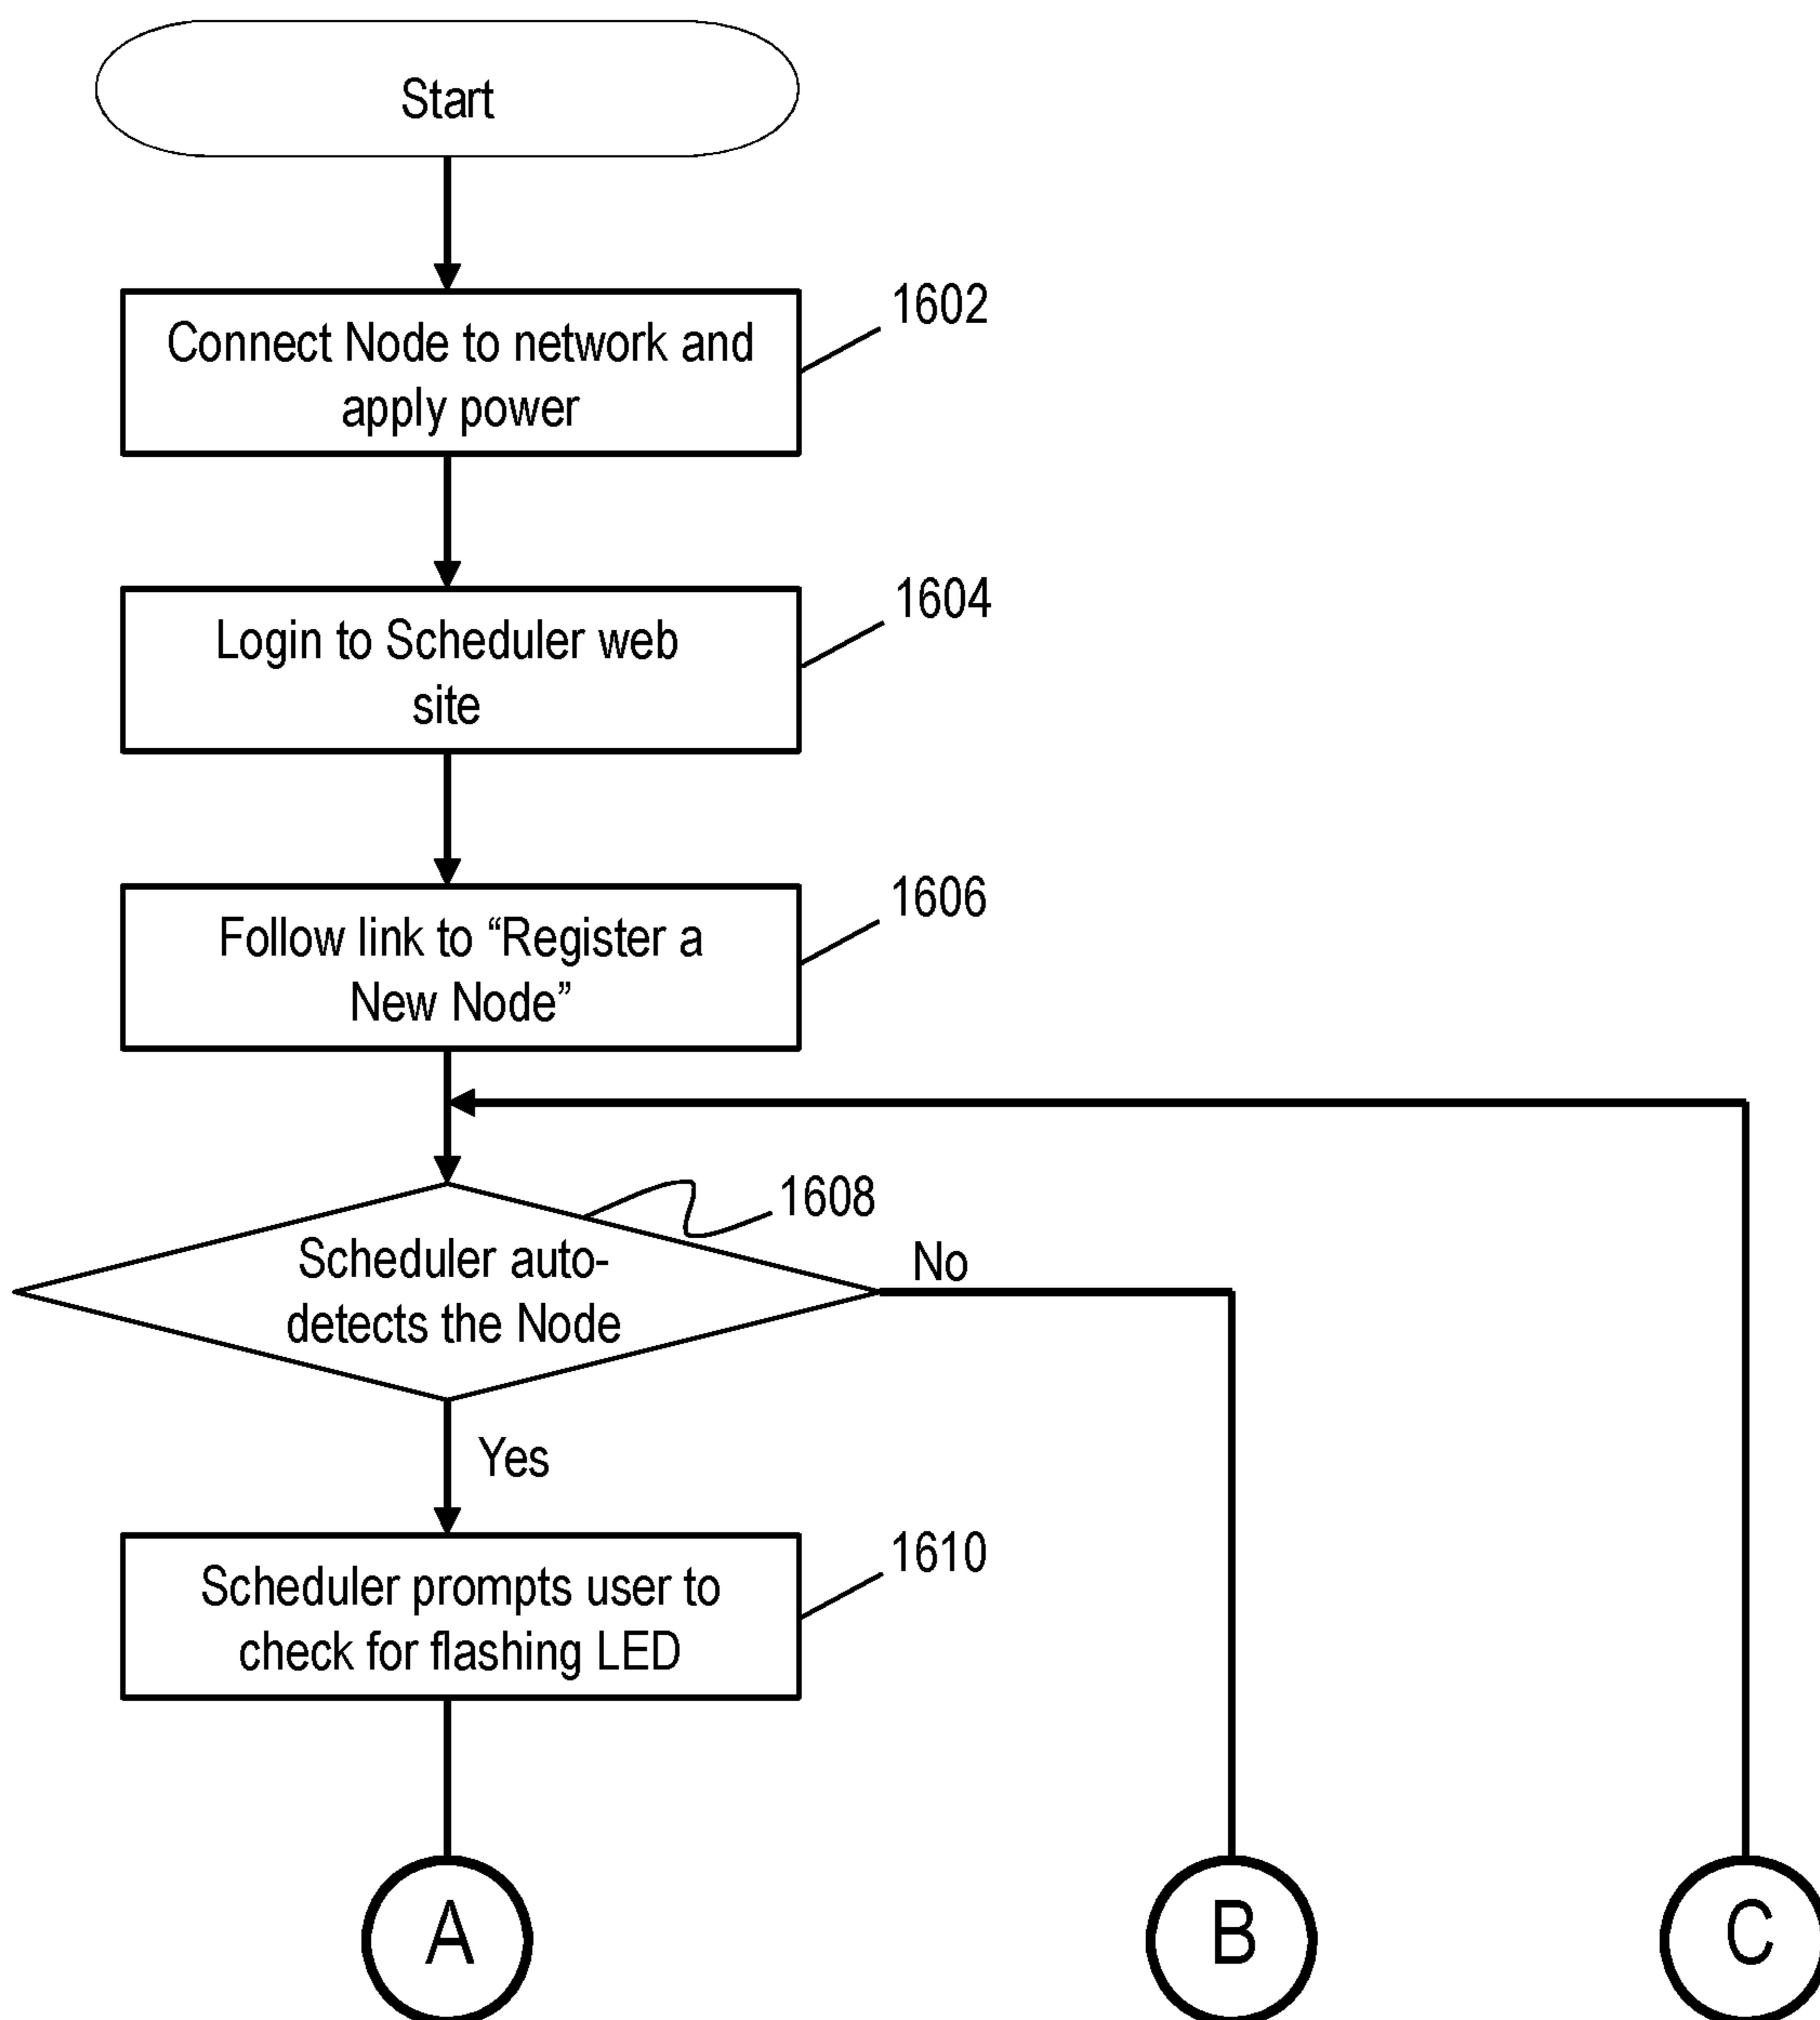 Start
1602
Connect Node to network and
apply power
1604
Login to Scheduler web
site
1606
Follow link to “Register a
New Node”
1608
Scheduler auto-
detects the Node
No
Yes
1610
Scheduler prompts user to
check for flashing LED
A
B
C